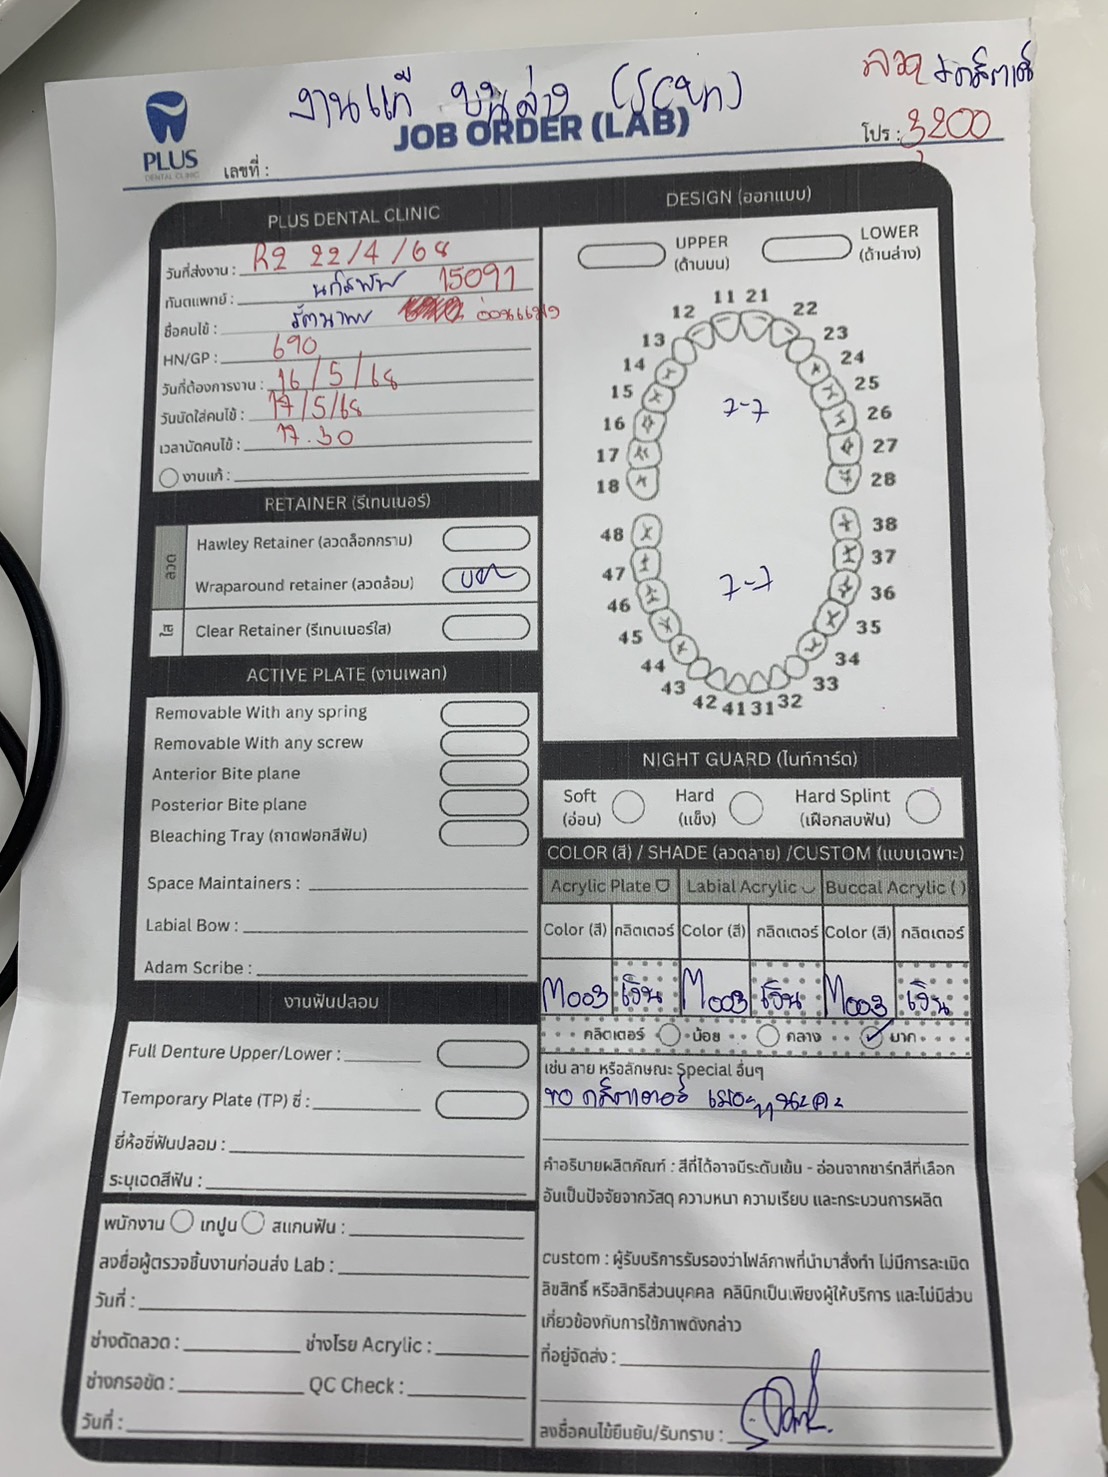 งานแก้ บนล่าง (Scan)
ลวด
PLUS
DENTAL CLINIC
JOB ORDER (LAB)
โปร : 3,200
เลขที่ :
PLUS DENTAL CLINIC
วันที่ส่งงาน : R2 22/4/68
ทันตแพทย์ : 15091
ชื่อคนไข้ :
HN/GP : 690
วันที่ต้องการงาน : 16/5/68
วันนัดใส่คนไข้ : 17/5/68
เวลานัดคนไข้ : 17.30
งานแก้ :
RETAINER (รีเทนเนอร์)
ลวด
Hawley Retainer (ลวดล็อกกราม)
Wraparound retainer (ลวดล้อม) บน
ใส
Clear Retainer (รีเทนเนอร์ใส)
ACTIVE PLATE (งานเพลท)
Removable With any spring
Removable With any screw
Anterior Bite plane
Posterior Bite plane
Bleaching Tray (ถาดฟอกสีฟัน)
Space Maintainers :
Labial Bow :
Adam Scribe :
งานฟันปลอม
Full Denture Upper/Lower :
Temporary Plate (TP) ซี่ :
ยี่ห้อซี่ฟันปลอม :
ระบุเฉดสีฟัน :
พนักงาน เทปูน สแกนฟัน :
ลงชื่อผู้ตรวจชิ้นงานก่อนส่ง Lab :
วันที่ :
ช่างดัดลวด : ช่างโรย Acrylic :
ช่างกรอขัด : QC Check :
วันที่ :
DESIGN (ออกแบบ)
UPPER
(ด้านบน)
LOWER
(ด้านล่าง)
11 21
12 22
13 23
14 24
15 25
16 26
17 27
18 28
7-7
48 38
47 37
46 36
45 35
44 34
43 33
42 41 31 32
7-7
NIGHT GUARD (ไนท์การ์ด)
Soft
(อ่อน)
Hard
(แข็ง)
Hard Splint
(เฝือกสบฟัน)
COLOR (สี) / SHADE (ลวดลาย) /CUSTOM (แบบเฉพาะ)
Acrylic Plate Labial Acrylic Buccal Acrylic ( )
Color (สี) กลิตเตอร์ Color (สี) กลิตเตอร์ Color (สี) กลิตเตอร์
M003 เงิน M003 เงิน M003 เงิน
กลิตเตอร์ น้อย กลาง มาก
เช่น ลาย หรือลักษณะ Special อื่นๆ
ขอ กลิตเตอร์ เยอะๆ นะคะ
คำอธิบายผลิตภัณฑ์ : สีที่ได้อาจมีระดับเข้ม - อ่อนจากชาร์ทสีที่เลือก
อันเป็นปัจจัยจากวัสดุ ความหนา ความเรียบ และกระบวนการผลิต
custom : ผู้รับบริการรับรองว่าไฟล์ภาพที่นำมาสั่งทำ ไม่มีการละเมิด
ลิขสิทธิ์ หรือสิทธิส่วนบุคคล คลินิกเป็นเพียงผู้ให้บริการ และไม่มีส่วน
เกี่ยวข้องกับการใช้ภาพดังกล่าว
ที่อยู่จัดส่ง :
ลงชื่อคนไข้ยืนยัน/รับทราบ :